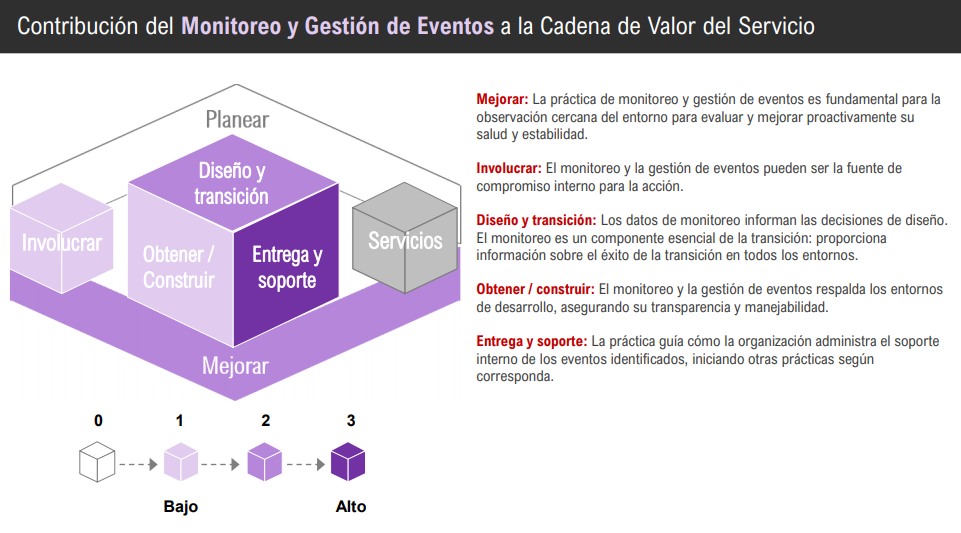 Contribución del Monitoreo y Gestión de Eventos a la Cadena de Valor del Servicio
Planear
Diseño y
transición
Involucrar
Obtener /
Construir
Entrega y
soporte
Servicios
Mejorar
0
1
2
3
Bajo
Alto
Mejorar: La práctica de monitoreo y gestión de eventos es fundamental para la
observación cercana del entorno para evaluar y mejorar proactivamente su
salud y estabilidad.
Involucrar: El monitoreo y la gestión de eventos pueden ser la fuente de
compromiso interno para la acción.
Diseño y transición: Los datos de monitoreo informan las decisiones de diseño.
El monitoreo es un componente esencial de la transición: proporciona
información sobre el éxito de la transición en todos los entornos.
Obtener / construir: El monitoreo y la gestión de eventos respalda los entornos
de desarrollo, asegurando su transparencia y manejabilidad.
Entrega y soporte: La práctica guía cómo la organización administra el soporte
interno de los eventos identificados, iniciando otras prácticas según
corresponda.